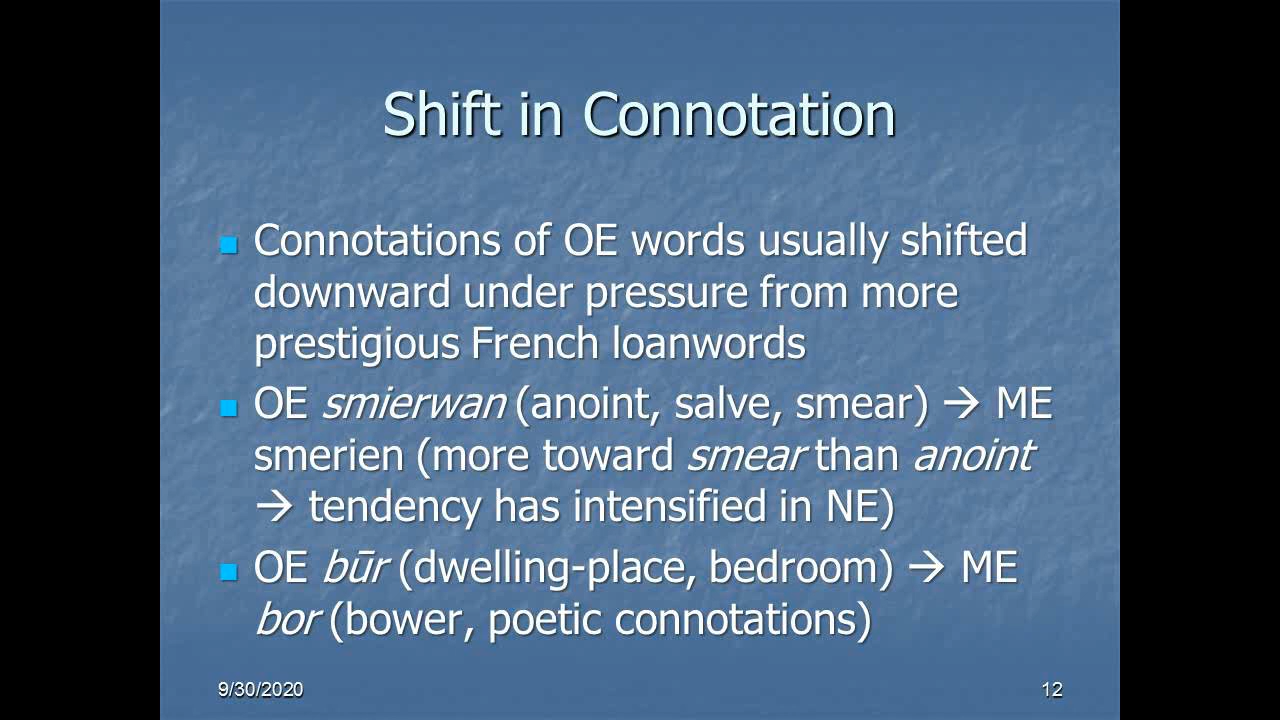 Shift in Connotation
■ Connotations of OE words usually shifted
downward under pressure from more
prestigious French loanwords
■ OE smierwan (anoint, salve, smear) → ME
smerien (more toward smear than anoint
→ tendency has intensified in NE)
■ OE būr (dwelling-place, bedroom) → ME
bor (bower, poetic connotations)
9/30/2020
12